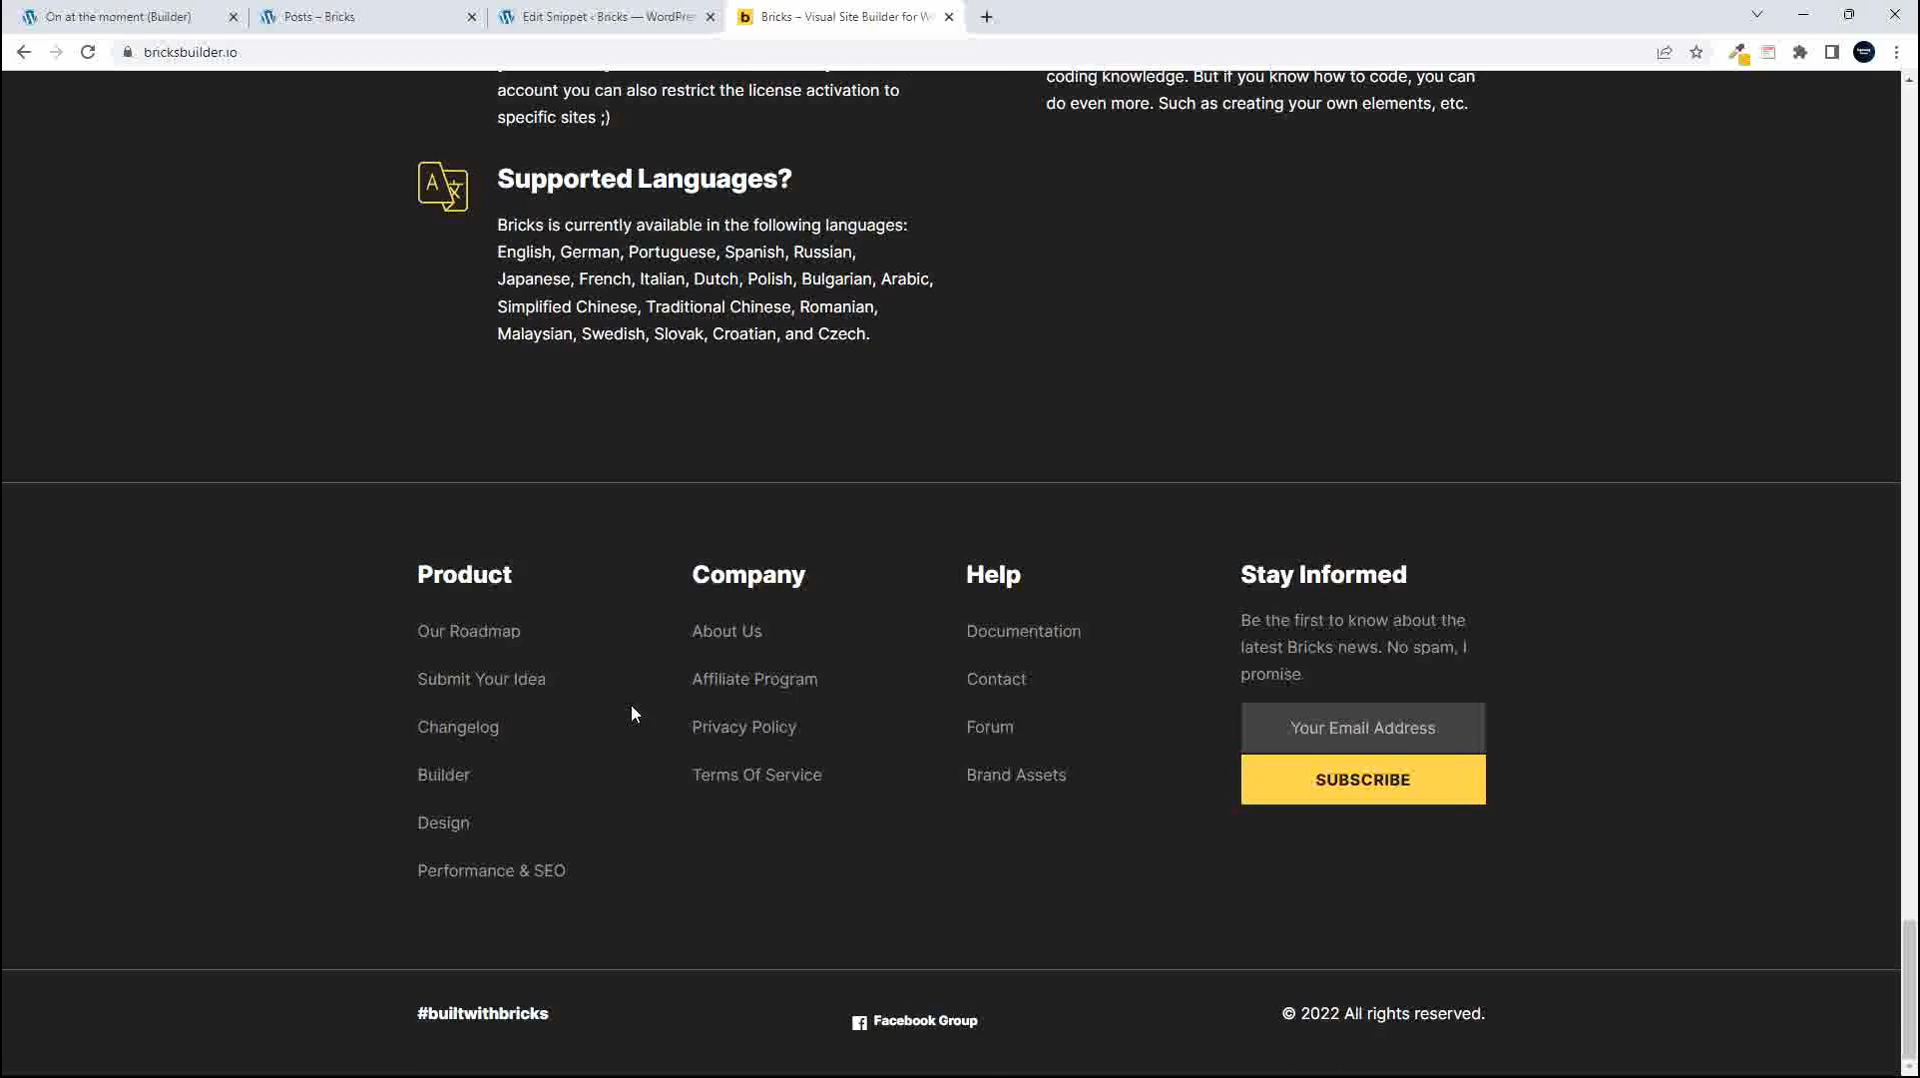 On at the moment (Builder)
Posts – Bricks
Edit Snippet ‹ Bricks — WordPre
Bricks – Visual Site Builder for W
bricksbuilder.io
account you can also restrict the license activation to
specific sites ;)
coding knowledge. But if you know how to code, you can
do even more. Such as creating your own elements, etc.
Supported Languages?
Bricks is currently available in the following languages:
English, German, Portuguese, Spanish, Russian,
Japanese, French, Italian, Dutch, Polish, Bulgarian, Arabic,
Simplified Chinese, Traditional Chinese, Romanian,
Malaysian, Swedish, Slovak, Croatian, and Czech.
Product
Our Roadmap
Submit Your Idea
Changelog
Builder
Design
Performance & SEO
Company
About Us
Affiliate Program
Privacy Policy
Terms Of Service
Help
Documentation
Contact
Forum
Brand Assets
Stay Informed
Be the first to know about the
latest Bricks news. No spam, I
promise.
Your Email Address
SUBSCRIBE
#builtwithbricks
Facebook Group
© 2022 All rights reserved.